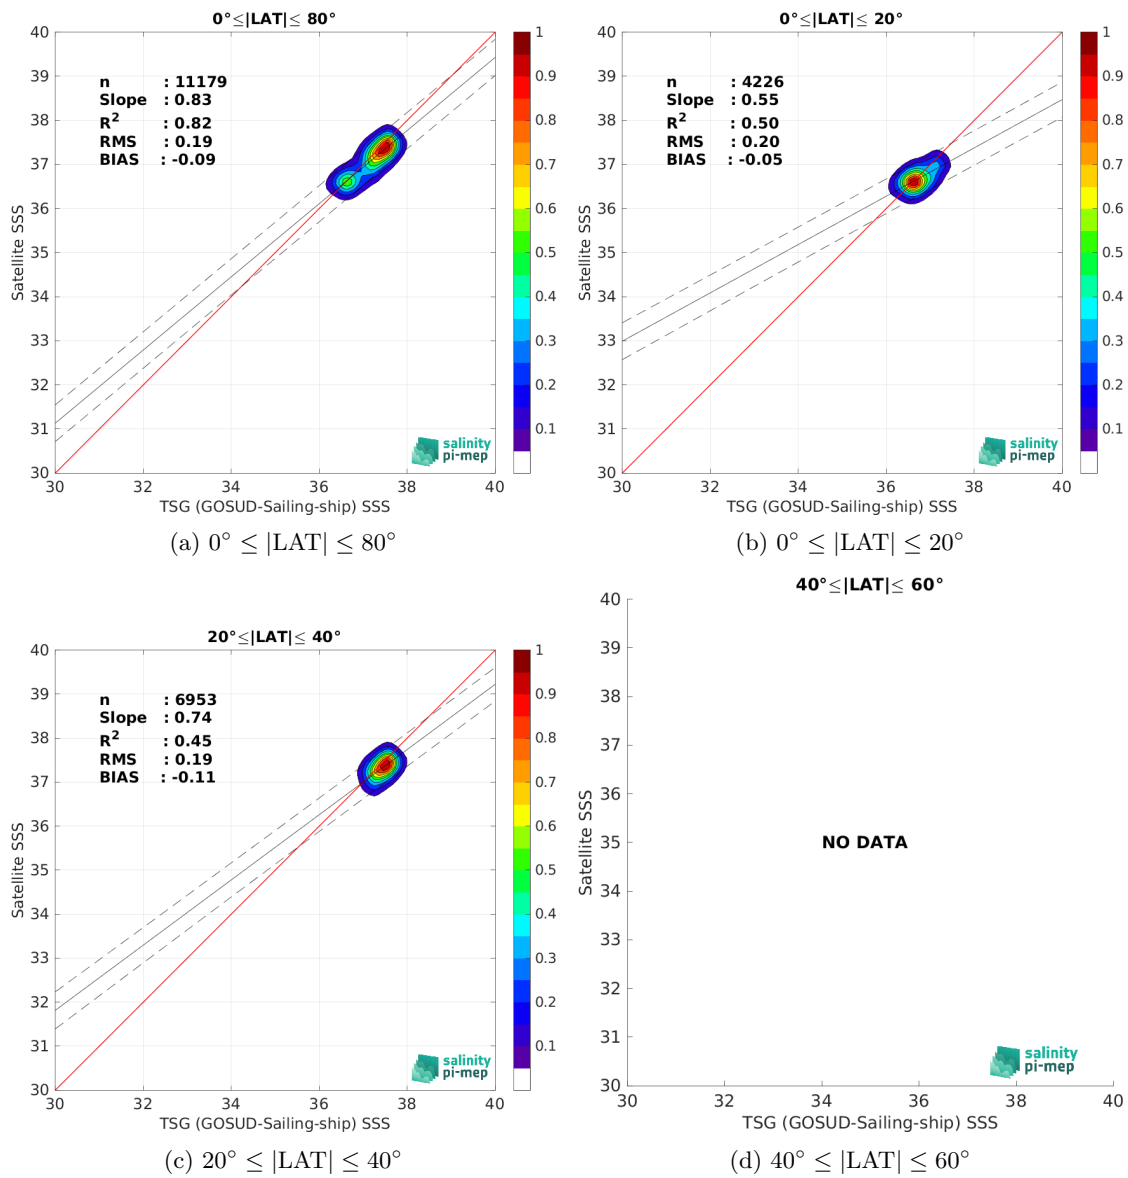 0°≤|LAT|≤ 80°
40
39
38
37
36
35
34
33
32
31
30
n : 11179
Slope : 0.83
R2 : 0.82
RMS : 0.19
BIAS : -0.09
Satellite SSS
salinity
pi-mep
30 32 34 36 38 40
TSG (GOSUD-Sailing-ship) SSS
1
0.9
0.8
0.7
0.6
0.5
0.4
0.3
0.2
0.1
(a) 0° ≤ |LAT| ≤ 80°
0°≤|LAT|≤ 20°
40
39
38
37
36
35
34
33
32
31
30
n : 4226
Slope : 0.55
R2 : 0.50
RMS : 0.20
BIAS : -0.05
Satellite SSS
salinity
pi-mep
30 32 34 36 38 40
TSG (GOSUD-Sailing-ship) SSS
1
0.9
0.8
0.7
0.6
0.5
0.4
0.3
0.2
0.1
(b) 0° ≤ |LAT| ≤ 20°
20°≤|LAT|≤ 40°
40
39
38
37
36
35
34
33
32
31
30
n : 6953
Slope : 0.74
R2 : 0.45
RMS : 0.19
BIAS : -0.11
Satellite SSS
salinity
pi-mep
30 32 34 36 38 40
TSG (GOSUD-Sailing-ship) SSS
1
0.9
0.8
0.7
0.6
0.5
0.4
0.3
0.2
0.1
(c) 20° ≤ |LAT| ≤ 40°
40°≤|LAT|≤ 60°
40
39
38
37
36
35
34
33
32
31
30
NO DATA
Satellite SSS
salinity
pi-mep
30 32 34 36 38 40
TSG (GOSUD-Sailing-ship) SSS
(d) 40° ≤ |LAT| ≤ 60°